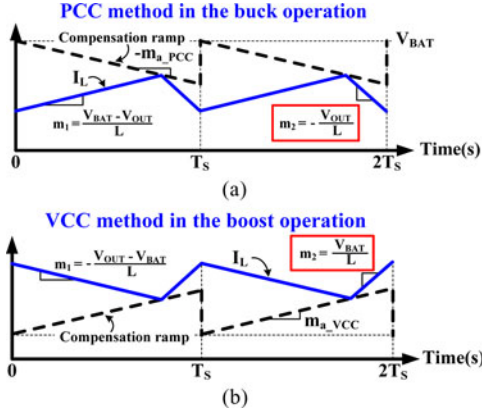 PCC method in the buck operation
Compensation ramp
-ma_PCC
VBAT
IL
m1 = VBAT - VOUT / L
m2 = - VOUT / L
0
TS
2TS
Time(s)
(a)
VCC method in the boost operation
m1 = - VOUT - VBAT / L
IL
m2 = VBAT / L
Compensation ramp
ma_VCC
0
TS
2TS
Time(s)
(b)